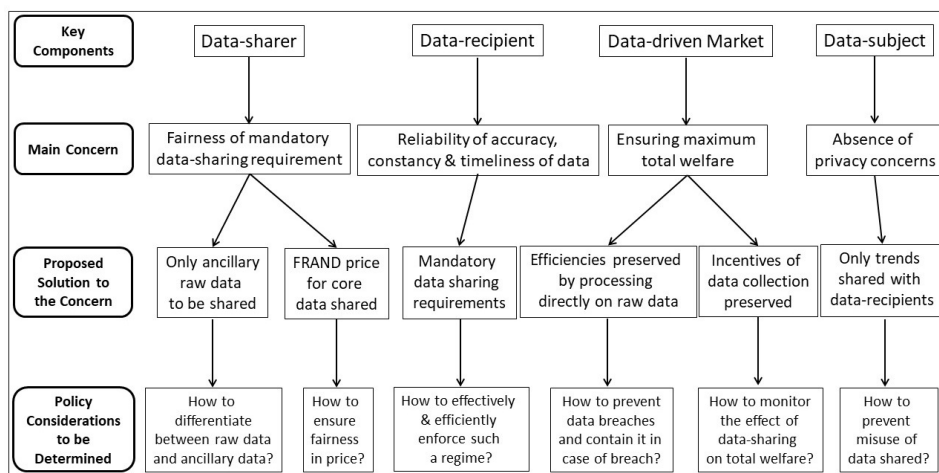 Key
Components
Data-sharer
Data-recipient
Data-driven Market
Data-subject
Main Concern
Fairness of mandatory
data-sharing requirement
Reliability of accuracy,
constancy & timeliness of data
Ensuring maximum
total welfare
Absence of
privacy concerns
Proposed
Solution to
the Concern
Only ancillary
raw data
to be shared
FRAND price
for core
data shared
Mandatory
data sharing
requirements
Efficiencies preserved
by processing
directly on raw data
Incentives of
data collection
preserved
Only trends
shared with
data-recipients
Policy
Considerations
to be
Determined
How to
differentiate
between raw data
and ancillary data?
How to
ensure
fairness
in price?
How to effectively
& efficiently
enforce such
a regime?
How to prevent
data breaches
and contain it in
case of breach?
How to monitor
the effect of
data-sharing
on total welfare?
How to
prevent
misuse of
data shared?